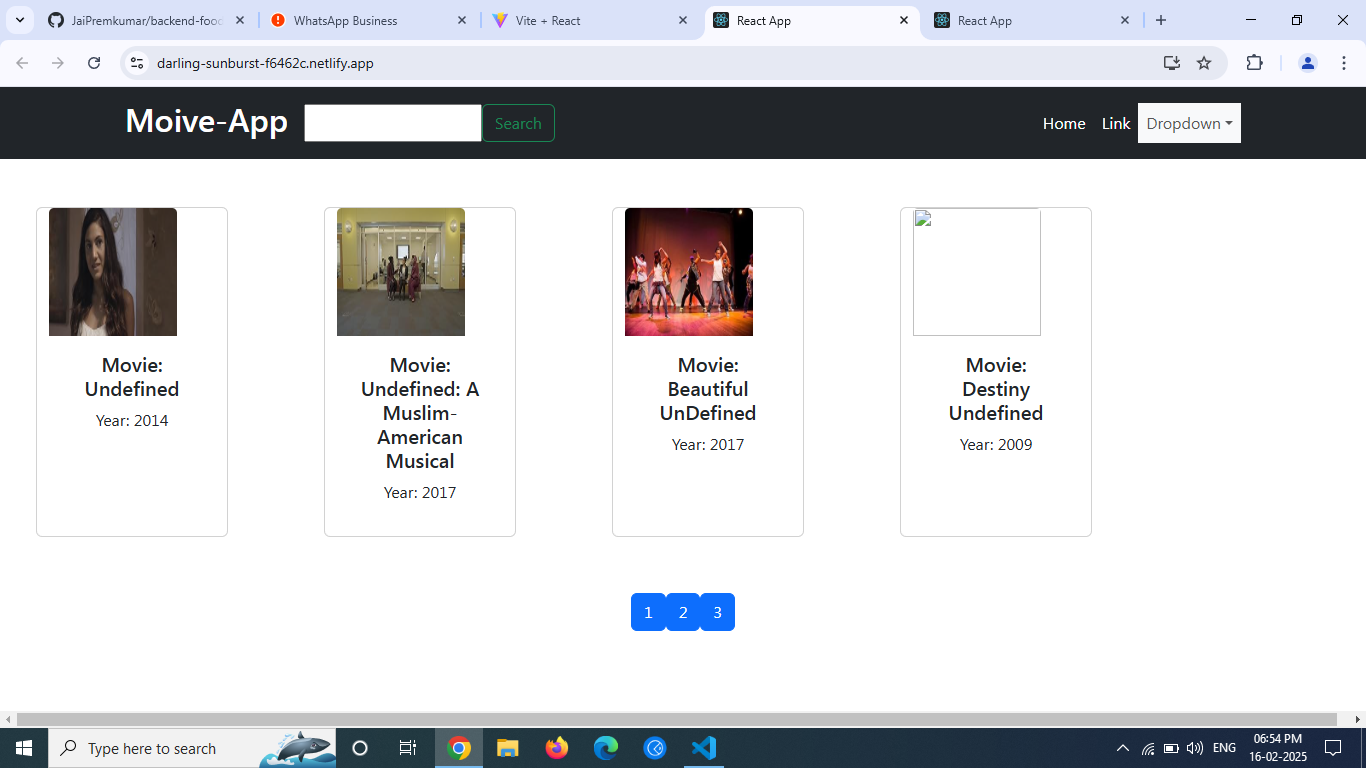 JaiPremkumar/backend-food
WhatsApp Business
Vite + React
React App
React App
darling-sunburst-f6462c.netlify.app
Moive-App
Search
Home
Link
Dropdown
Movie:
Undefined
Year: 2014
Movie:
Undefined: A
Muslim-
American
Musical
Year: 2017
Movie:
Beautiful
UnDefined
Year: 2017
Movie:
Destiny
Undefined
Year: 2009
1
2
3
Type here to search
ENG
06:54 PM
16-02-2025